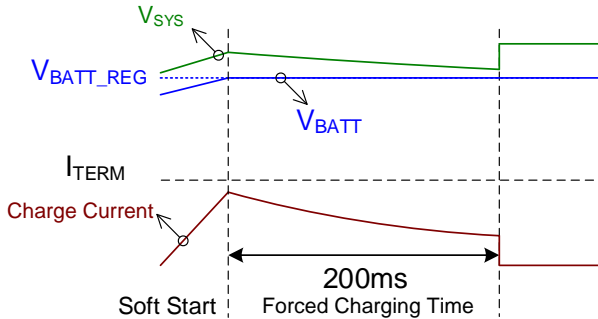 VSYS
VBATT_REG
VBATT
ITERM
Charge Current
200ms
Soft Start
Forced Charging Time